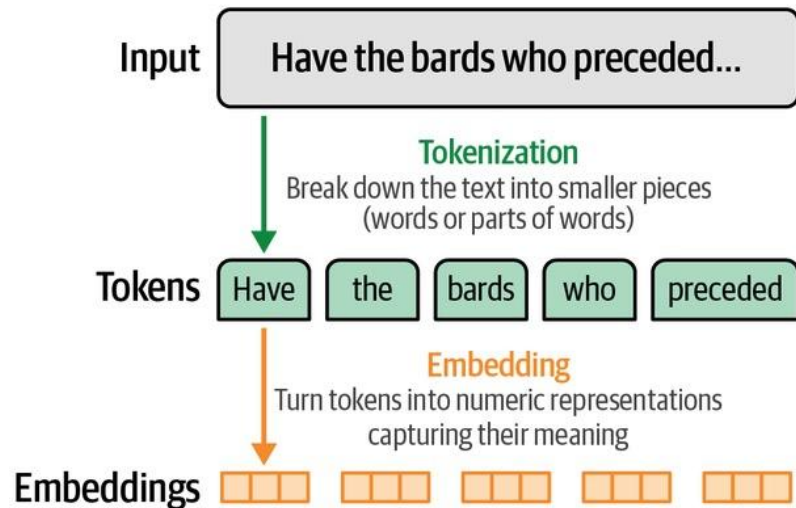 Input
Have the bards who preceded...
Tokenization
Break down the text into smaller pieces
(words or parts of words)
Tokens
Have
the
bards
who
preceded
Embedding
Turn tokens into numeric representations
capturing their meaning
Embeddings